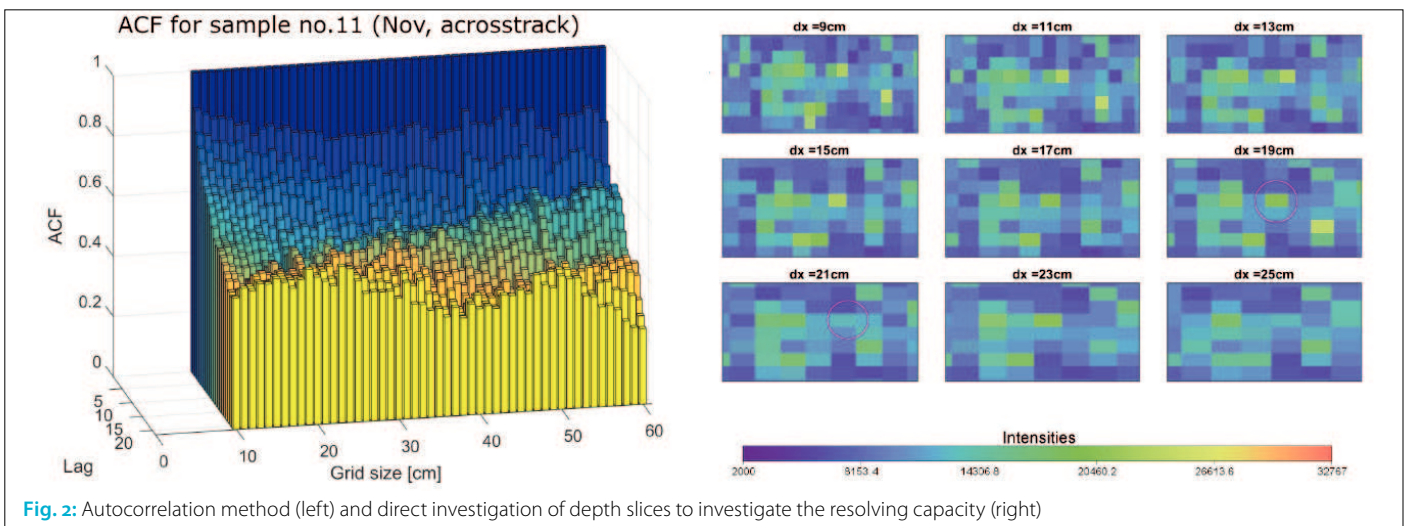 ACF for sample no.11 (Nov, acrosstrack)
1
0.8
0.6
0.4
0.2
0
ACF
5
10
15
20
Lag
0
10
20
30
40
50
60
Grid size [cm]
dx =9cm
dx =11cm
dx =13cm
dx =15cm
dx =17cm
dx =19cm
dx =21cm
dx =23cm
dx =25cm
Intensities
2000
9153.4
14306.8
20460.2
26613.6
32767
Fig. 2: Autocorrelation method (left) and direct investigation of depth slices to investigate the resolving capacity (right)